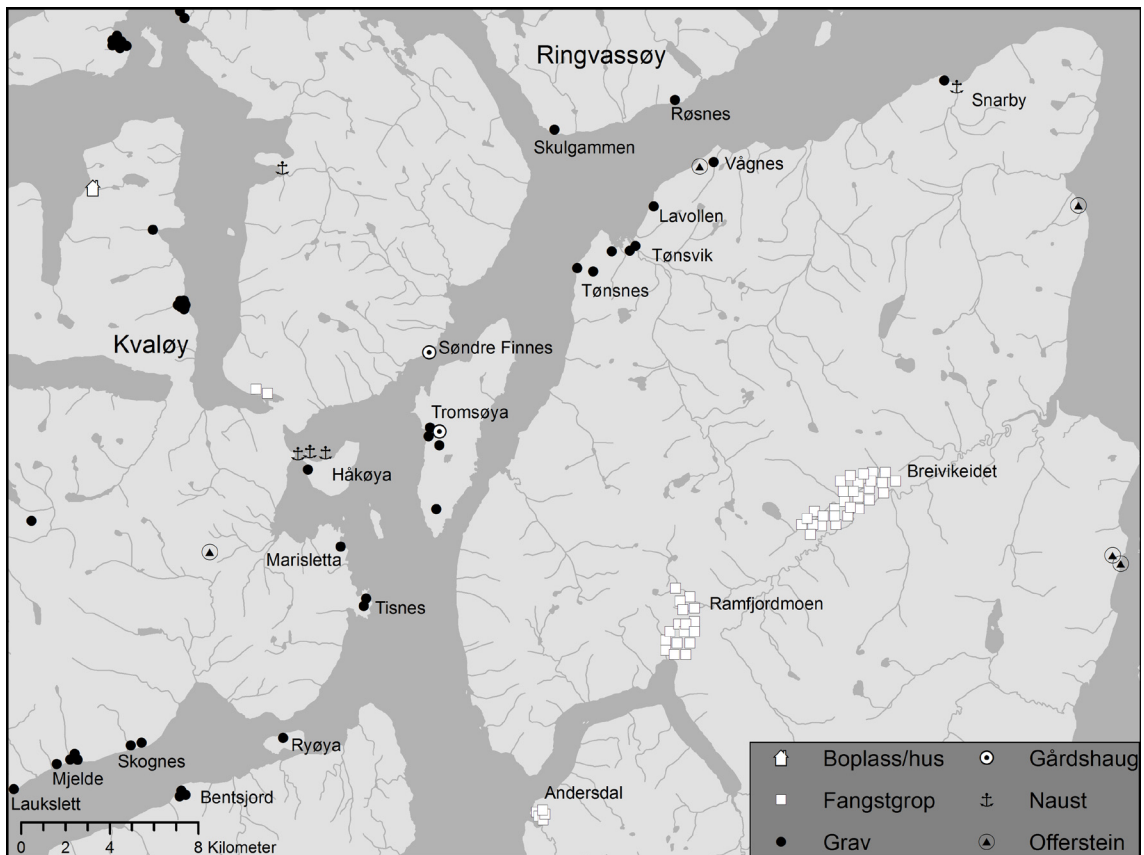 Ringvassøy
Snarby
Røsnes
Skulgammen
Vågnes
Lavollen
Tønsvik
Tønsnes
Kvaløy
Søndre Finnes
Tromsøya
Håkøya
Breivikeidet
Marisletta
Ramfjordmoen
Tisnes
Ryøya
Skognes
Mjelde
Laukslett
Bentsjord
Andersdal
0 2 4 8 Kilometer
Boplass/hus Gårdshaug
Fangstgrop Naust
Grav Offerstein